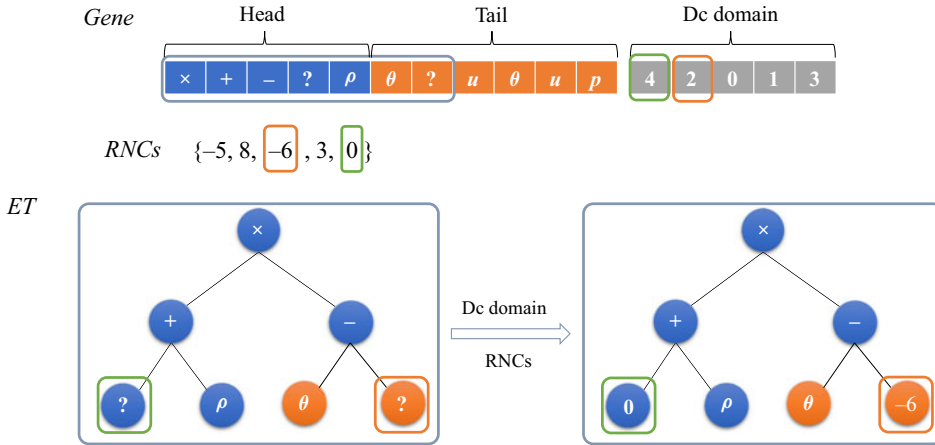 Gene Head Tail Dc domain
× + – ? ρ θ ? u θ u p 4 2 0 1 3
RNCs {–5, 8, –6 , 3, 0}
ET
× ×
+ – Dc domain + –
RNCs
? ρ θ ? 0 ρ θ –6